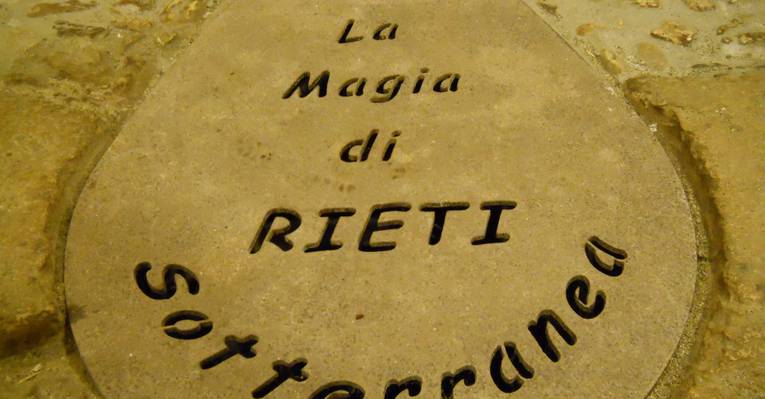 La
Magia
di
RIETI
Sotterranea